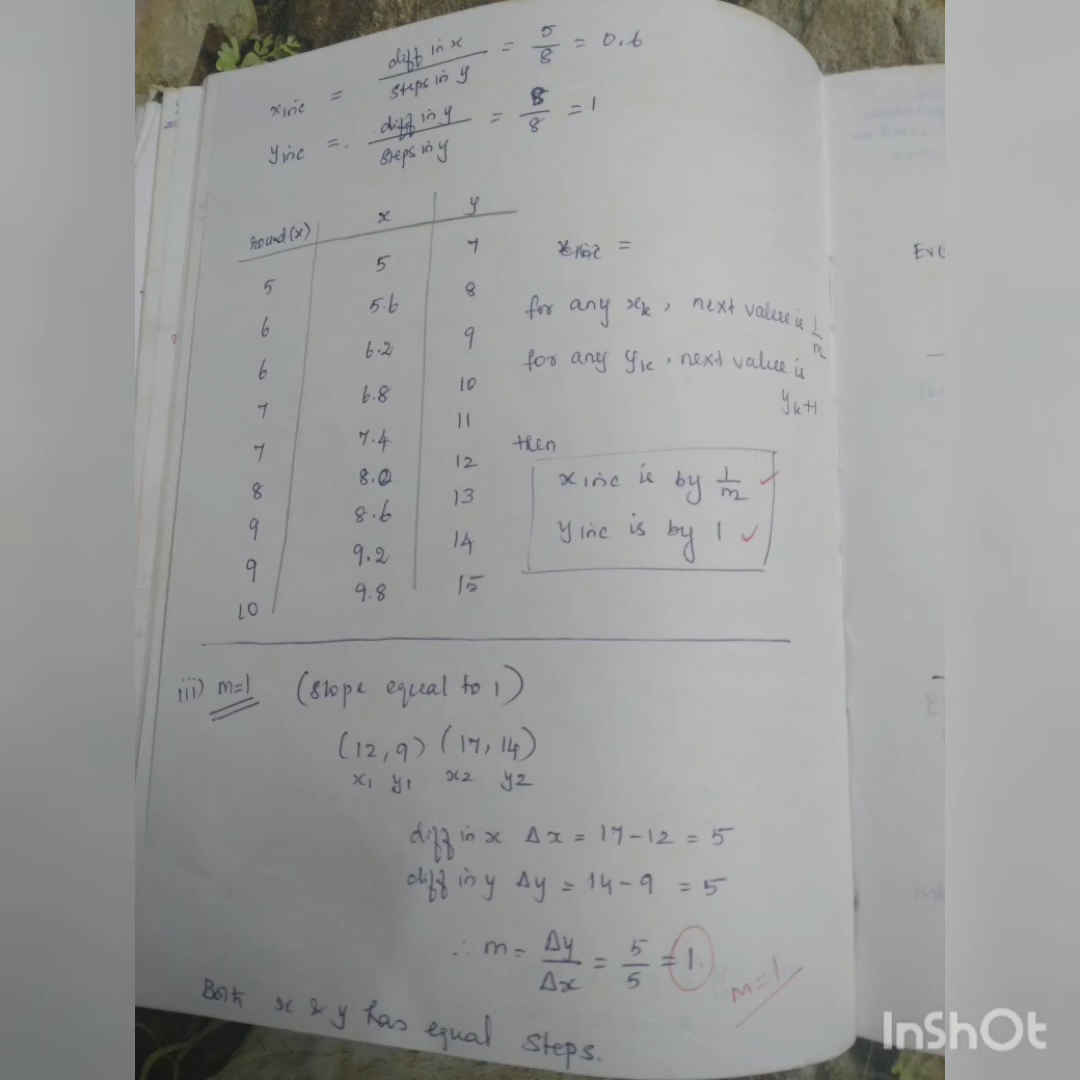 x inc = diff in x / steps in y = 5/8 = 0.6
y inc = . diff in y / steps in y = 8/8 = 1
round(x) x y
5 5 7
6 5.6 8
6 6.2 9
7 6.8 10
7 7.4 11
8 8.0 12
9 8.6 13
9 9.2 14
10 9.8 15
x inc =
for any xk, next value is 1/m
for any yk, next value is
yk+1
then
x inc is by 1/m ✓
y inc is by 1 ✓
iii) m=1 (slope equal to 1)
(12,9) (17,14)
x1 y1 x2 y2
diff in x Δx = 17-12 = 5
diff in y Δy = 14-9 = 5
∴ m = Δy/Δx = 5/5 = 1.
m=1
Both x & y has equal steps.
InShOt